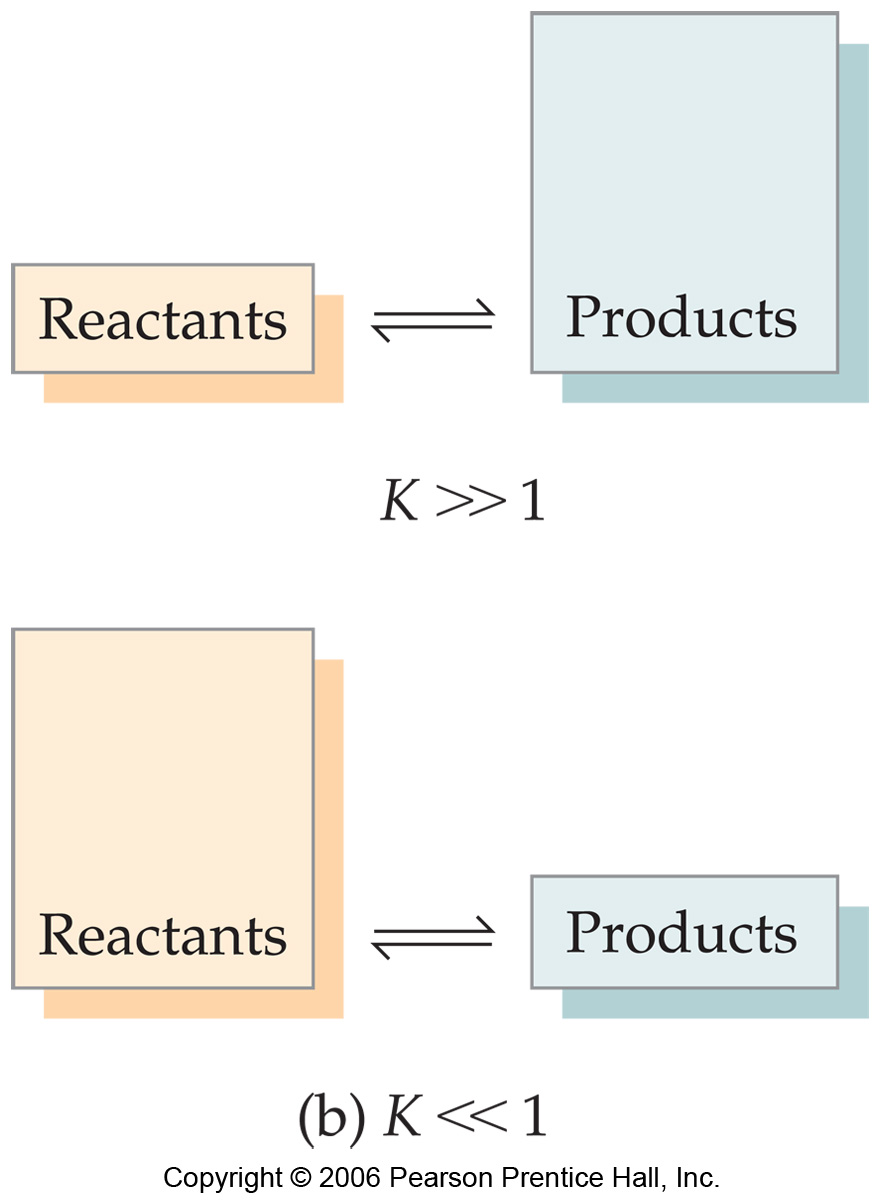 Reactants ⇌ Products
K >> 1
Reactants ⇌ Products
(b) K << 1
Copyright © 2006 Pearson Prentice Hall, Inc.